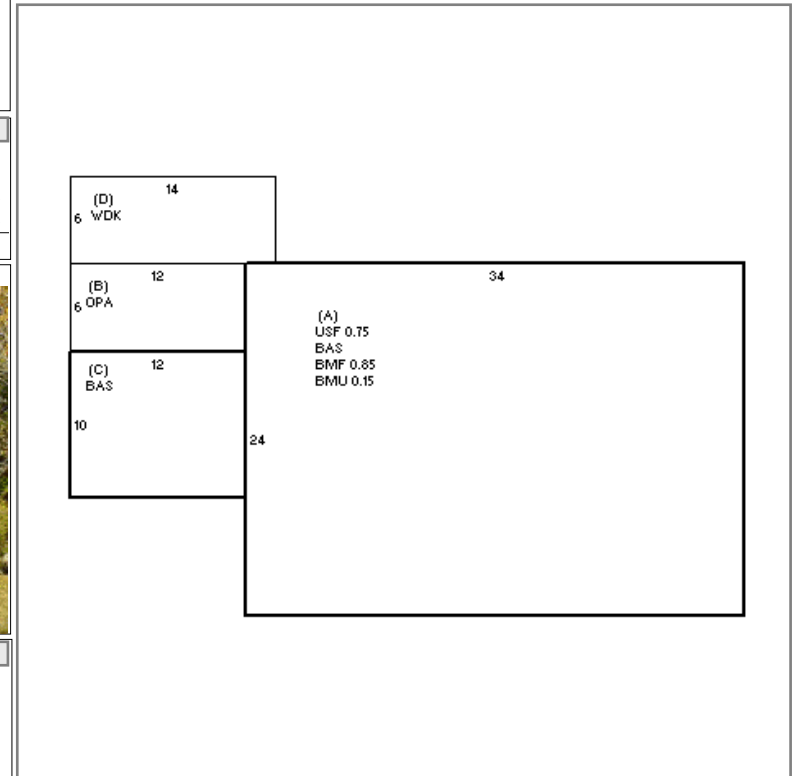 14
(D)
6 WDK
12
(B)
6 OPA
12
(C)
BAS
10
34
(A)
USF 0.75
BAS
BMF 0.85
BMU 0.15
24